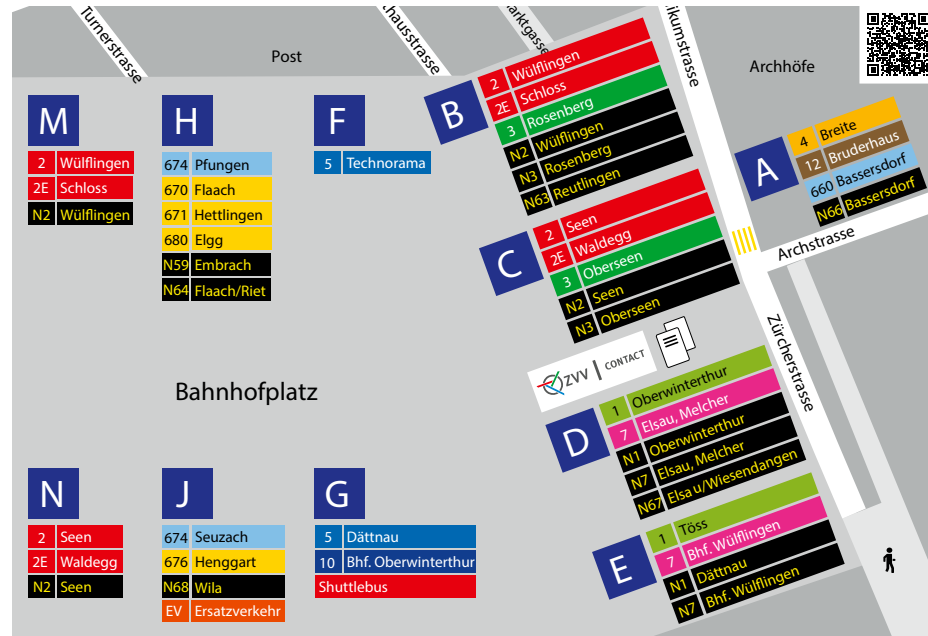 Turnerstrasse
Post
hausstrasse
arktgasse
ikumstrasse
Archhöfe
M
2 Wülflingen
2E Schloss
N2 Wülflingen
H
674 Pfungen
670 Flaach
671 Hettlingen
680 Elgg
N59 Embrach
N64 Flaach/Riet
F
5 Technorama
B
2 Wülflingen
2E Schloss
3 Rosenberg
N2 Wülflingen
N3 Rosenberg
N63 Reutlingen
A
4 Breite
12 Bruderhaus
660 Bassersdorf
N66 Bassersdorf
Archstrasse
C
2 Seen
2E Waldegg
3 Oberseen
N2 Seen
N3 Oberseen
Zürcherstrasse
ZVV | CONTACT
Bahnhofplatz
D
1 Oberwinterthur
7 Elsau, Melcher
N1 Oberwinterthur
N7 Elsau, Melcher
N67 Elsa u/Wiesendangen
N
2 Seen
2E Waldegg
N2 Seen
J
674 Seuzach
676 Henggart
N68 Wila
EV Ersatzverkehr
G
5 Dättnau
10 Bhf. Oberwinterthur
Shuttlebus
E
1 Töss
7 Bhf. Wülflingen
N1 Dättnau
N7 Bhf. Wülflingen